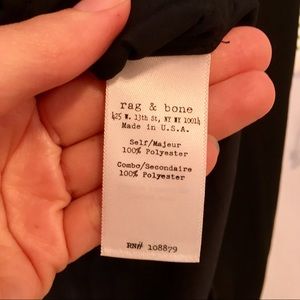 rag & bone
425 W. 13th St, NY NY 10014
Made in U.S.A.
Self/Majeur
100% Polyester
Combo/Secondaire
100% Polyester
RN# 108879